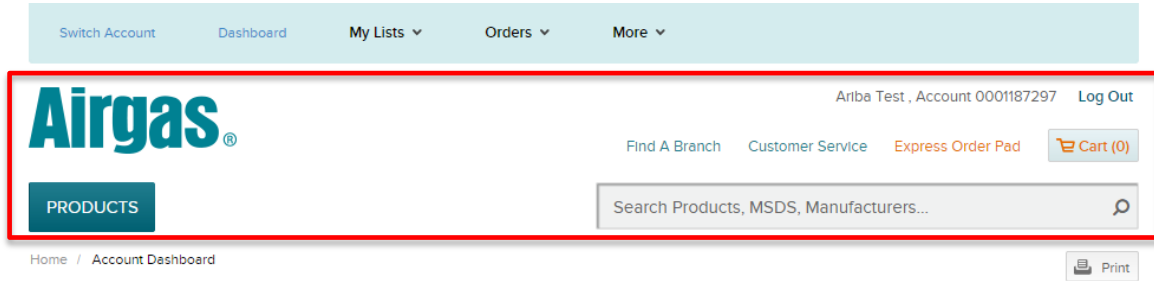 Switch Account Dashboard My Lists Orders More
Airgas®
Ariba Test , Account 0001187297 Log Out
Find A Branch Customer Service Express Order Pad Cart (0)
PRODUCTS Search Products, MSDS, Manufacturers...
Home / Account Dashboard
Print